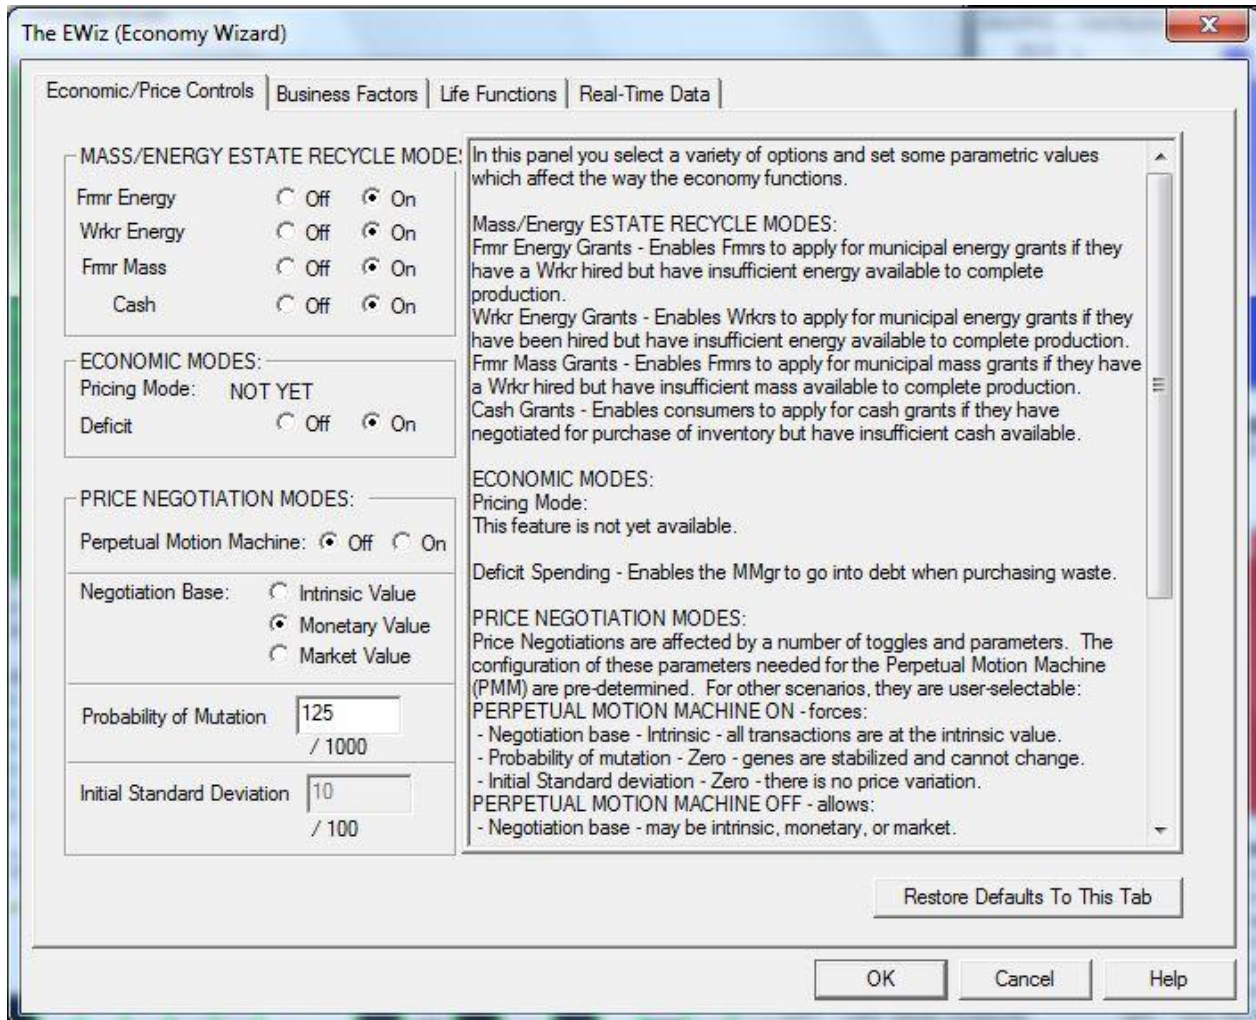 The EWiz (Economy Wizard)
X
Economic/Price Controls
Business Factors
Life Functions
Real-Time Data
MASS/ENERGY ESTATE RECYCLE MODES
Frmr Energy Off On
Wrkr Energy Off On
Frmr Mass Off On
Cash Off On
ECONOMIC MODES:
Pricing Mode: NOT YET
Deficit Off On
PRICE NEGOTIATION MODES:
Perpetual Motion Machine: Off On
Negotiation Base: Intrinsic Value
Monetary Value
Market Value
Probability of Mutation 125
/ 1000
Initial Standard Deviation 10
/ 100
In this panel you select a variety of options and set some parametric values
which affect the way the economy functions.
Mass/Energy ESTATE RECYCLE MODES:
Frmr Energy Grants - Enables Frmrs to apply for municipal energy grants if they
have a Wrkr hired but have insufficient energy available to complete
production.
Wrkr Energy Grants - Enables Wrkrs to apply for municipal energy grants if they
have been hired but have insufficient energy available to complete production.
Frmr Mass Grants - Enables Frmrs to apply for municipal mass grants if they have
a Wrkr hired but have insufficient mass available to complete production.
Cash Grants - Enables consumers to apply for cash grants if they have
negotiated for purchase of inventory but have insufficient cash available.
ECONOMIC MODES:
Pricing Mode:
This feature is not yet available.
Deficit Spending - Enables the MMgr to go into debt when purchasing waste.
PRICE NEGOTIATION MODES:
Price Negotiations are affected by a number of toggles and parameters. The
configuration of these parameters needed for the Perpetual Motion Machine
(PMM) are pre-determined. For other scenarios, they are user-selectable:
PERPETUAL MOTION MACHINE ON - forces:
- Negotiation base - Intrinsic - all transactions are at the intrinsic value.
- Probability of mutation - Zero - genes are stabilized and cannot change.
- Initial Standard deviation - Zero - there is no price variation.
PERPETUAL MOTION MACHINE OFF - allows:
- Negotiation base - may be intrinsic, monetary, or market.
Restore Defaults To This Tab
OK
Cancel
Help